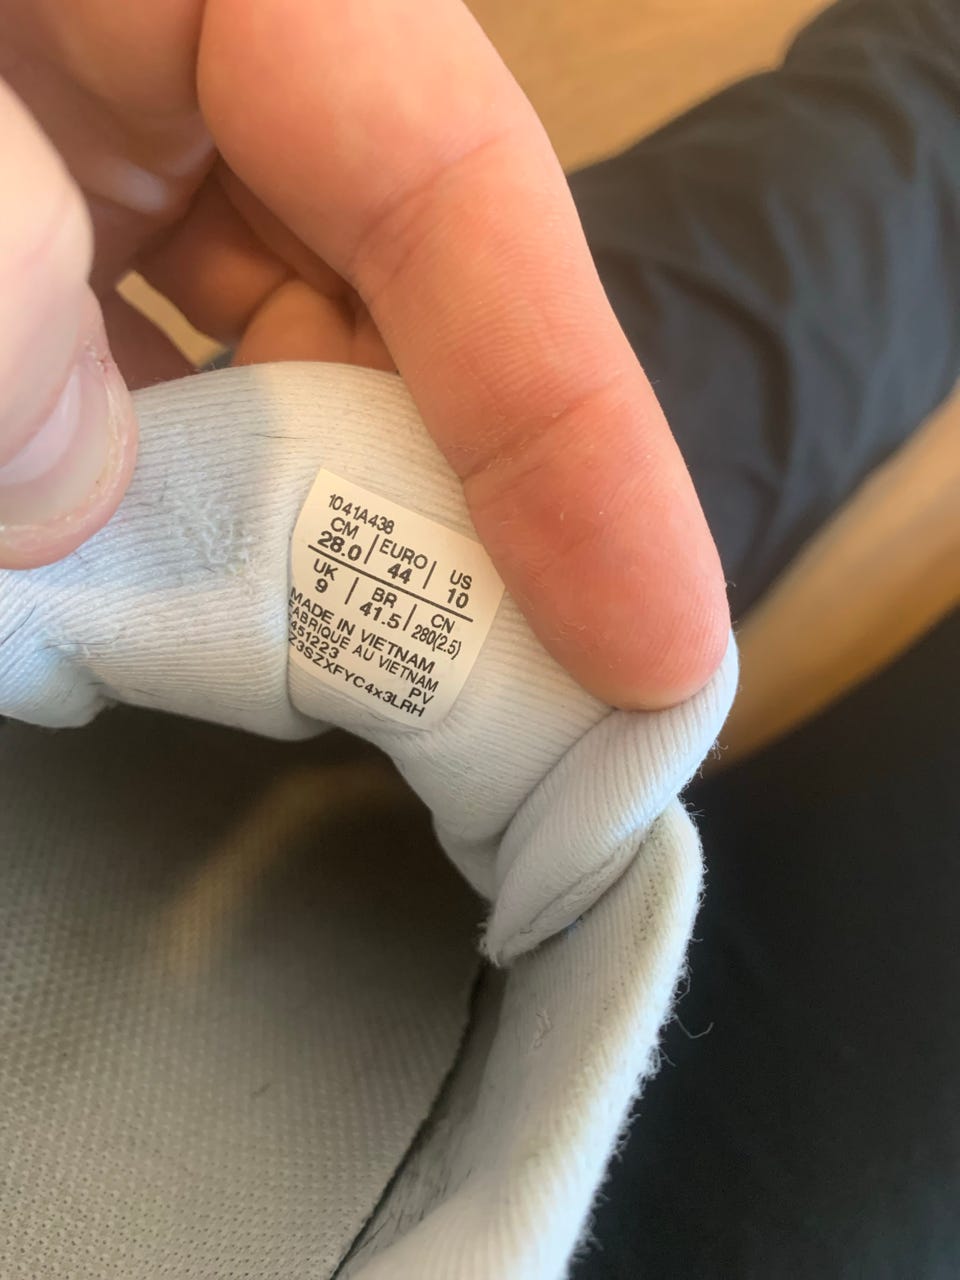 1041A438
CM | EURO | US
28.0 44 10
UK | BR | CN
9 41.5 280(2.5)
MADE IN VIETNAM
FABRIQUE AU VIETNAM
451223 PV
Z3SZXFYC4x3LRH